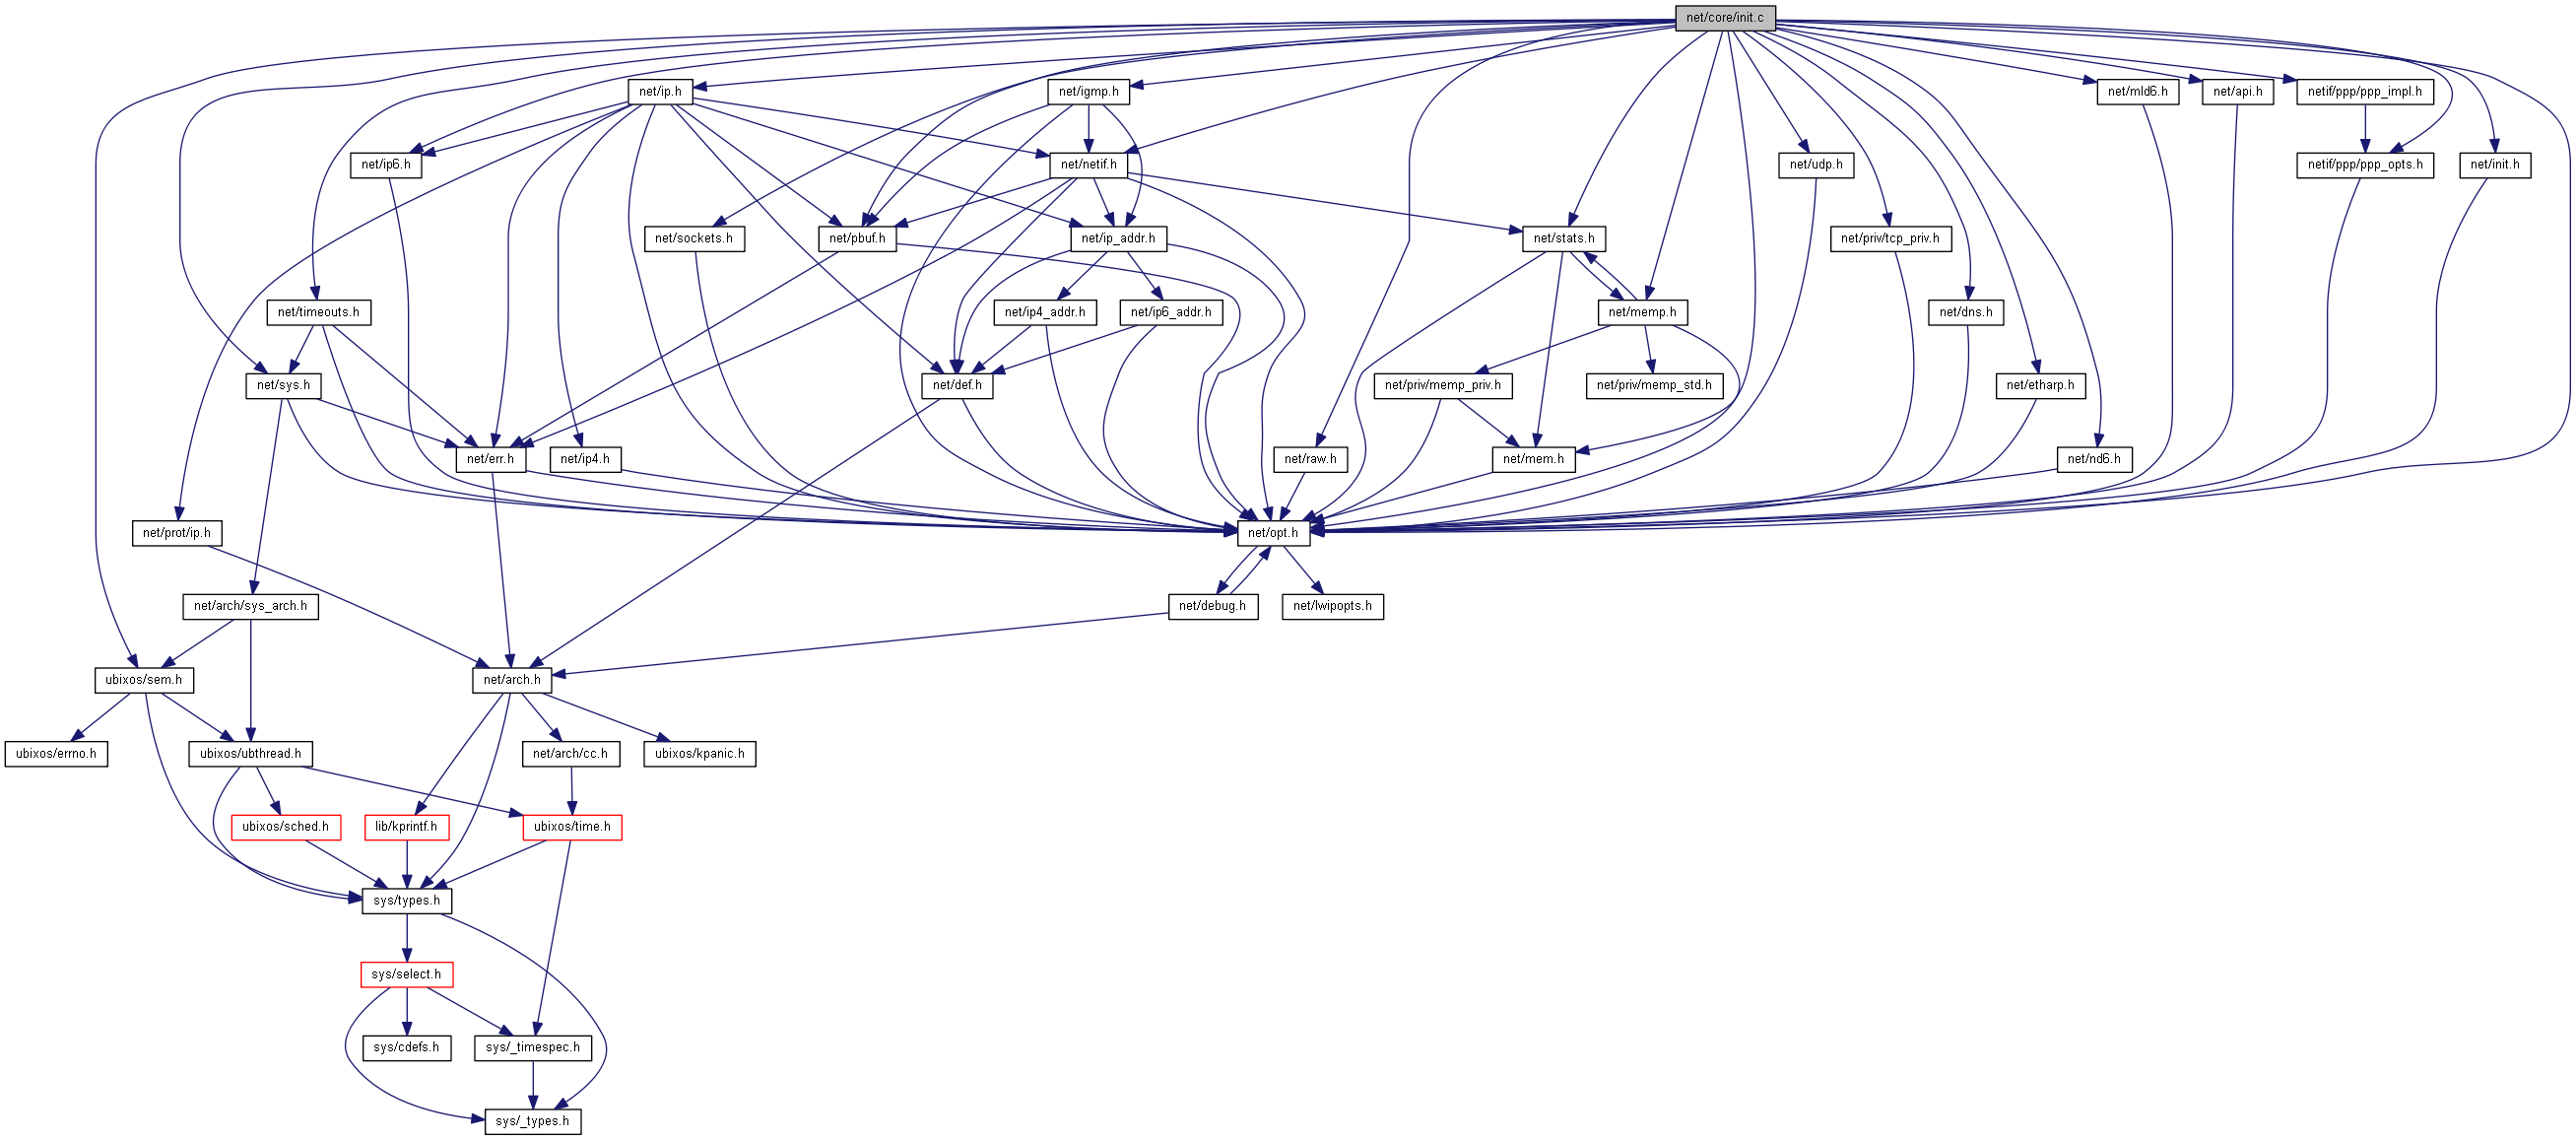 net/core/init.c
net/ip.h
net/igmp.h
net/mld6.h
net/api.h
netif/ppp/ppp_impl.h
net/ip6.h
net/netif.h
net/udp.h
netif/ppp/ppp_opts.h
net/init.h
net/sockets.h
net/pbuf.h
net/ip_addr.h
net/stats.h
net/priv/tcp_priv.h
net/timeouts.h
net/ip4_addr.h
net/ip6_addr.h
net/memp.h
net/dns.h
net/sys.h
net/def.h
net/priv/memp_priv.h
net/priv/memp_std.h
net/etharp.h
net/err.h
net/ip4.h
net/raw.h
net/mem.h
net/nd6.h
net/prot/ip.h
net/opt.h
net/arch/sys_arch.h
net/debug.h
net/lwipopts.h
ubixos/sem.h
net/arch.h
ubixos/errno.h
ubixos/ubthread.h
net/arch/cc.h
ubixos/kpanic.h
ubixos/sched.h
lib/kprintf.h
ubixos/time.h
sys/types.h
sys/select.h
sys/cdefs.h
sys/_timespec.h
sys/_types.h